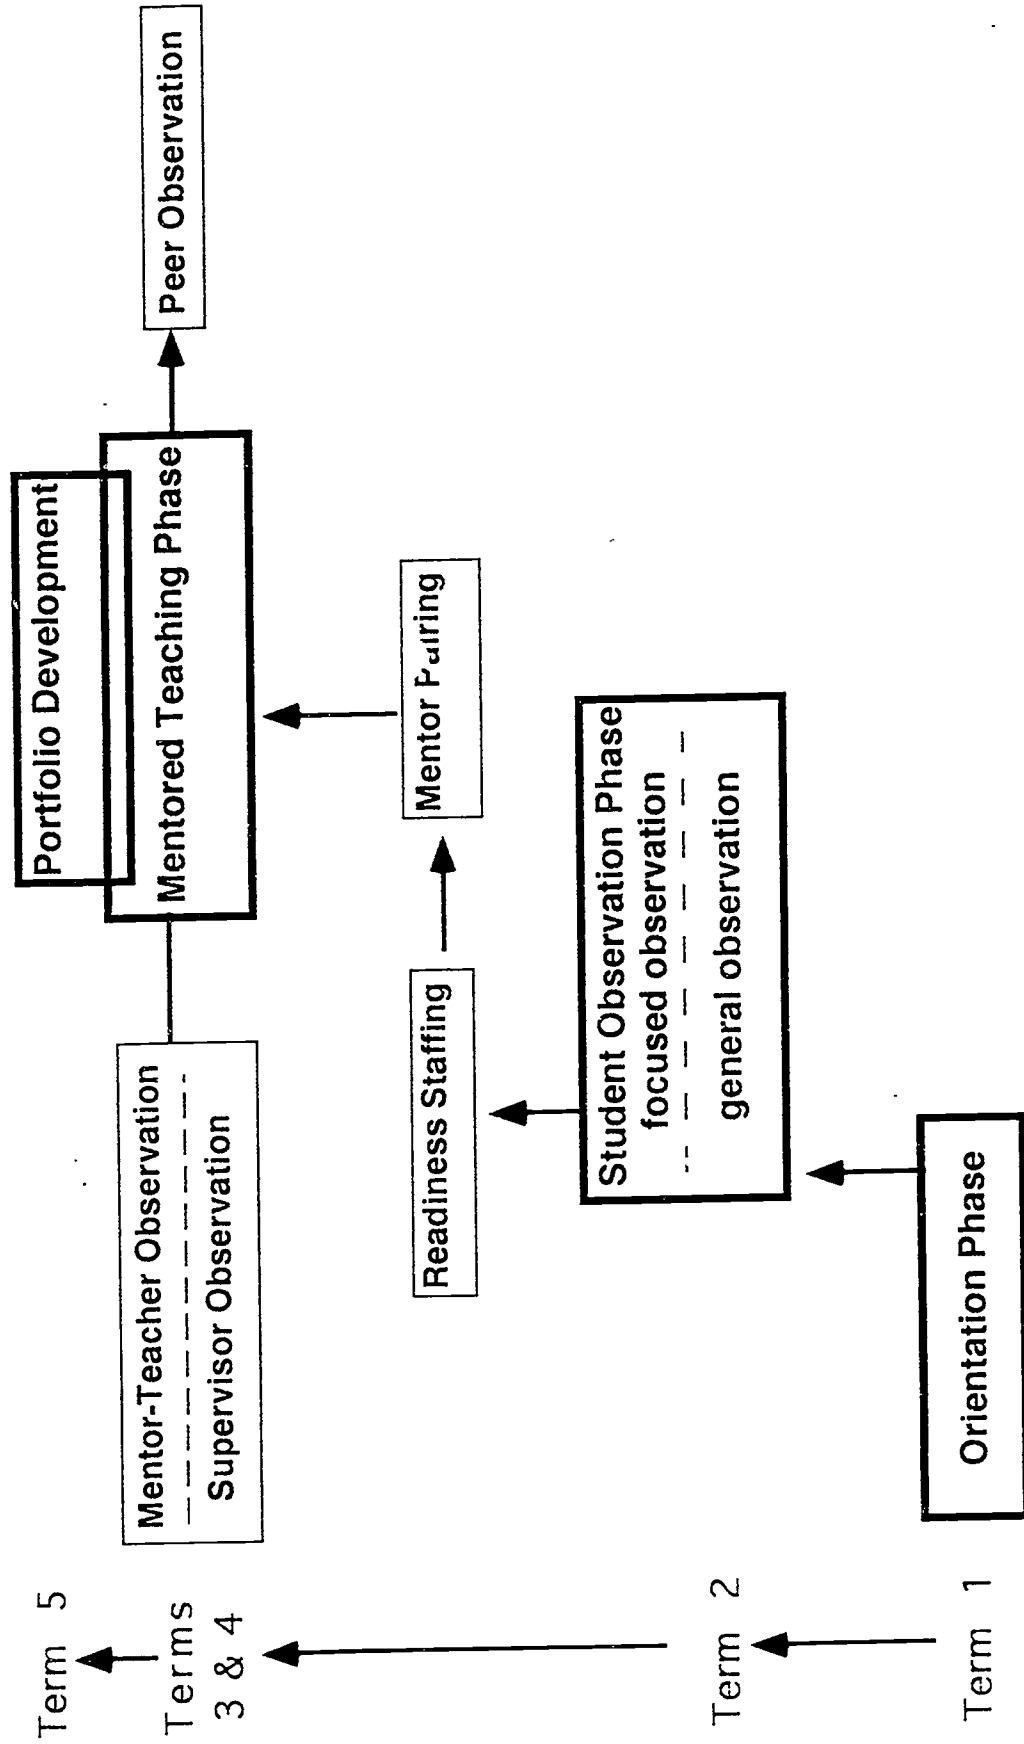 Term 5
Portfolio Development
Terms
3 & 4
Mentor-Teacher Observation
Supervisor Observation
Mentored Teaching Phase
Peer Observation
Readiness Staffing
Mentor Pairing
Term 2
Student Observation Phase
focused observation
general observation
Term 1
Orientation Phase